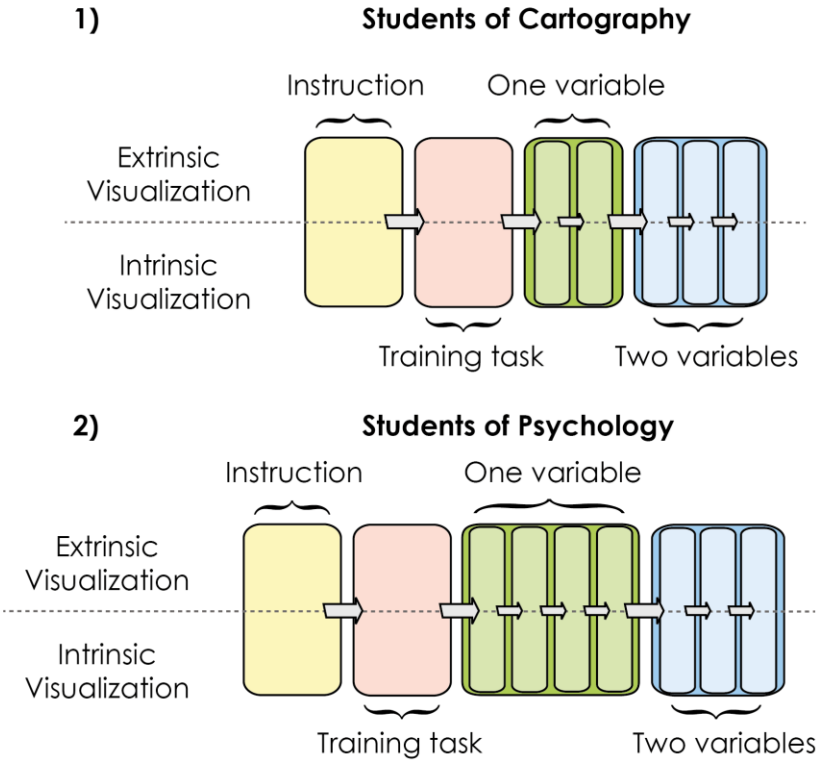 1)
Students of Cartography
Instruction
One variable
Extrinsic
Visualization
Intrinsic
Visualization
Training task
Two variables
2)
Students of Psychology
Instruction
One variable
Extrinsic
Visualization
Intrinsic
Visualization
Training task
Two variables